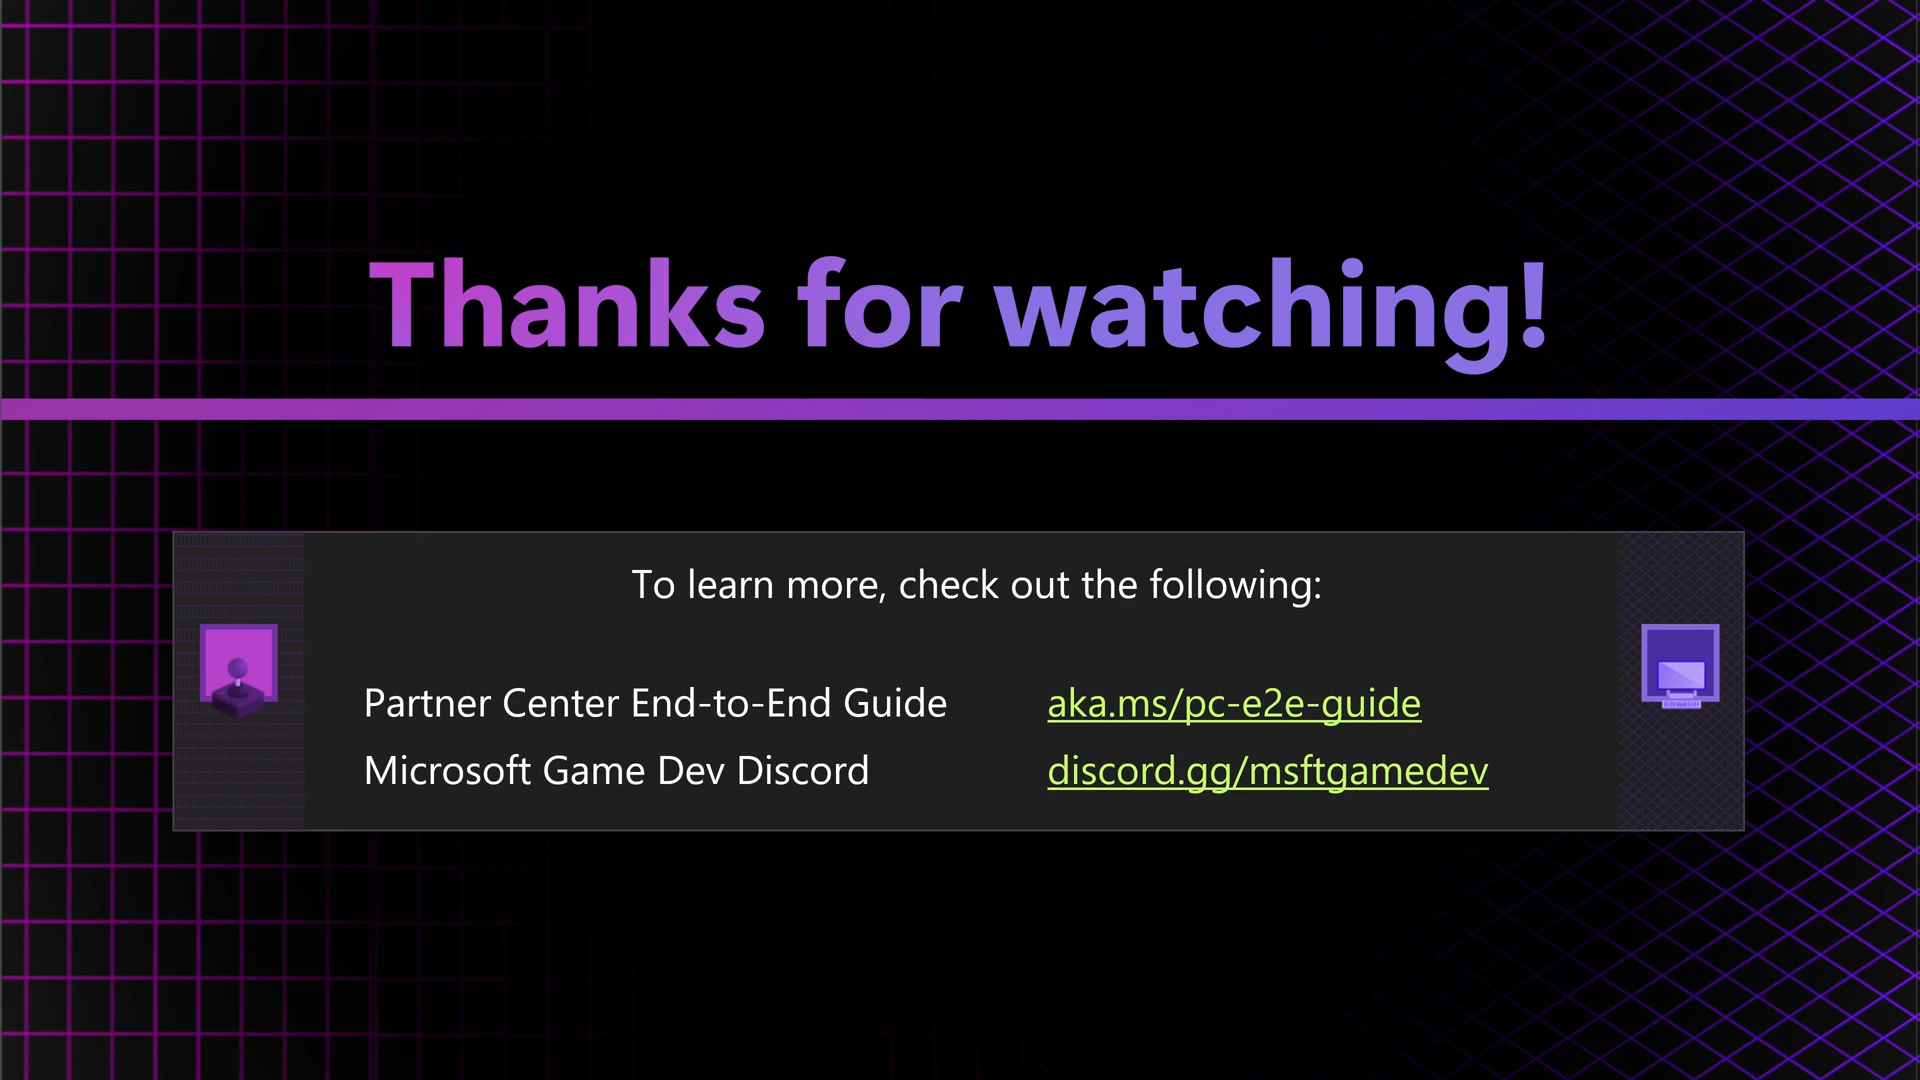 Thanks for watching!
To learn more, check out the following:
Partner Center End-to-End Guide aka.ms/pc-e2e-guide
Microsoft Game Dev Discord discord.gg/msftgamedev